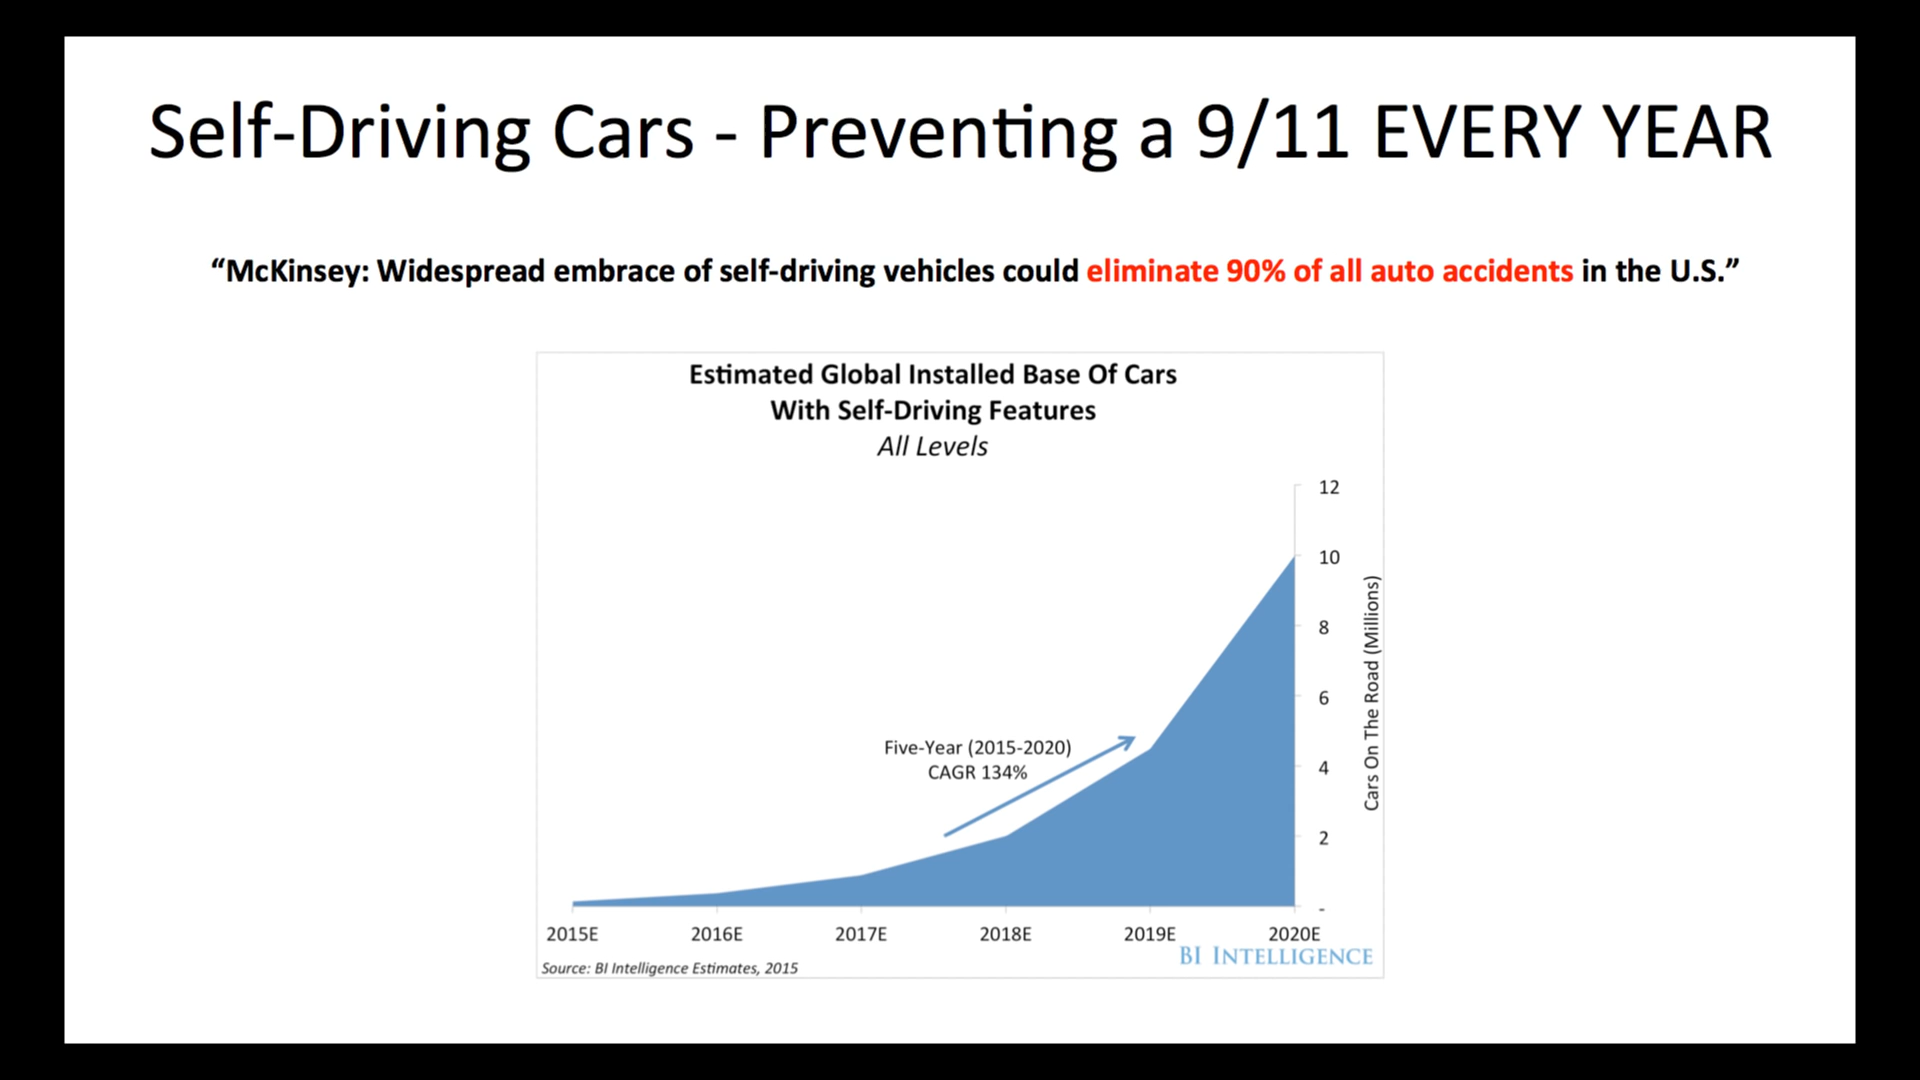 Self-Driving Cars - Preventing a 9/11 EVERY YEAR
“McKinsey: Widespread embrace of self-driving vehicles could eliminate 90% of all auto accidents in the U.S.”
Estimated Global Installed Base Of Cars
With Self-Driving Features
All Levels
12
10
8
6
4
2
-
Cars On The Road (Millions)
Five-Year (2015-2020)
CAGR 134%
2015E 2016E 2017E 2018E 2019E 2020E
BI INTELLIGENCE
Source: BI Intelligence Estimates, 2015